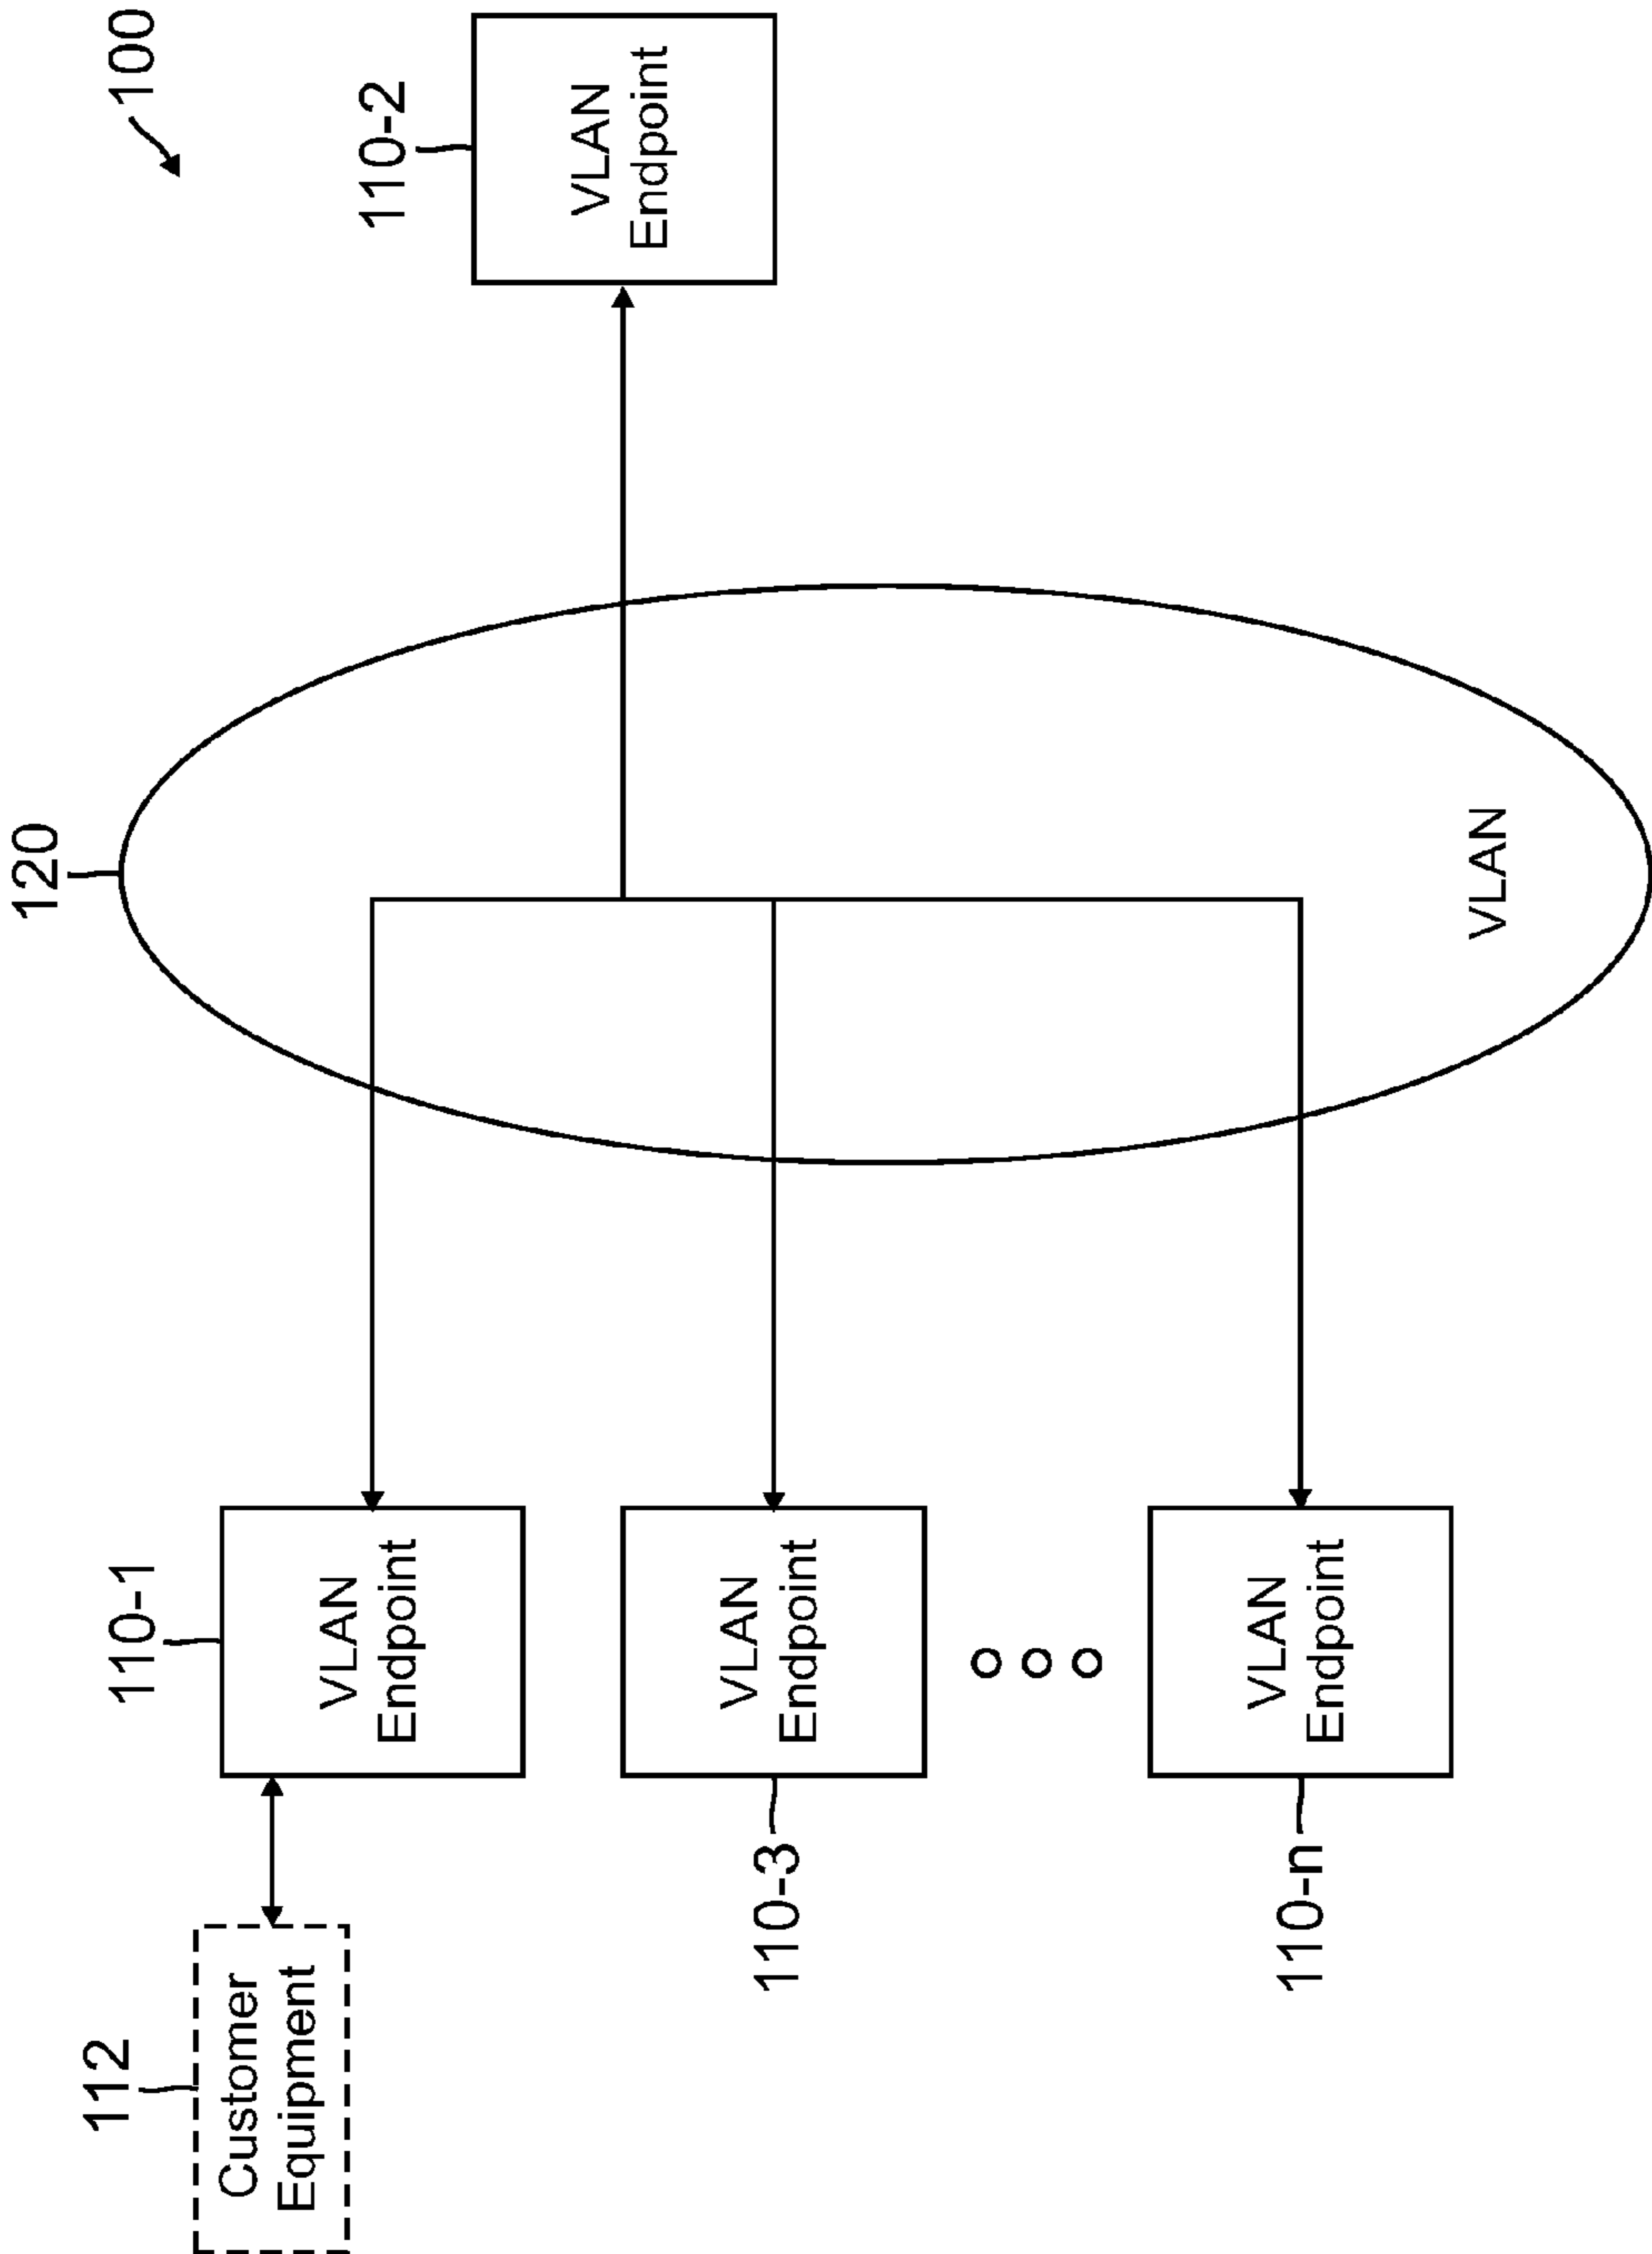 100
120
112
Customer
Equipment
110-1
VLAN
Endpoint
110-2
VLAN
Endpoint
110-3
VLAN
Endpoint
110-n
VLAN
Endpoint
VLAN